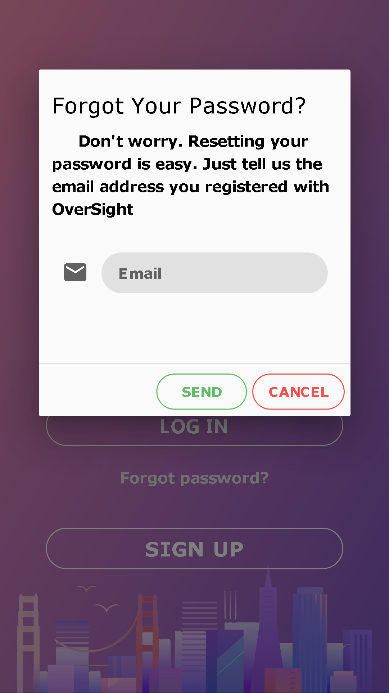 Forgot Your Password?
Don't worry. Resetting your
password is easy. Just tell us the
email address you registered with
OverSight
Email
SEND
CANCEL
LOG IN
Forgot password?
SIGN UP